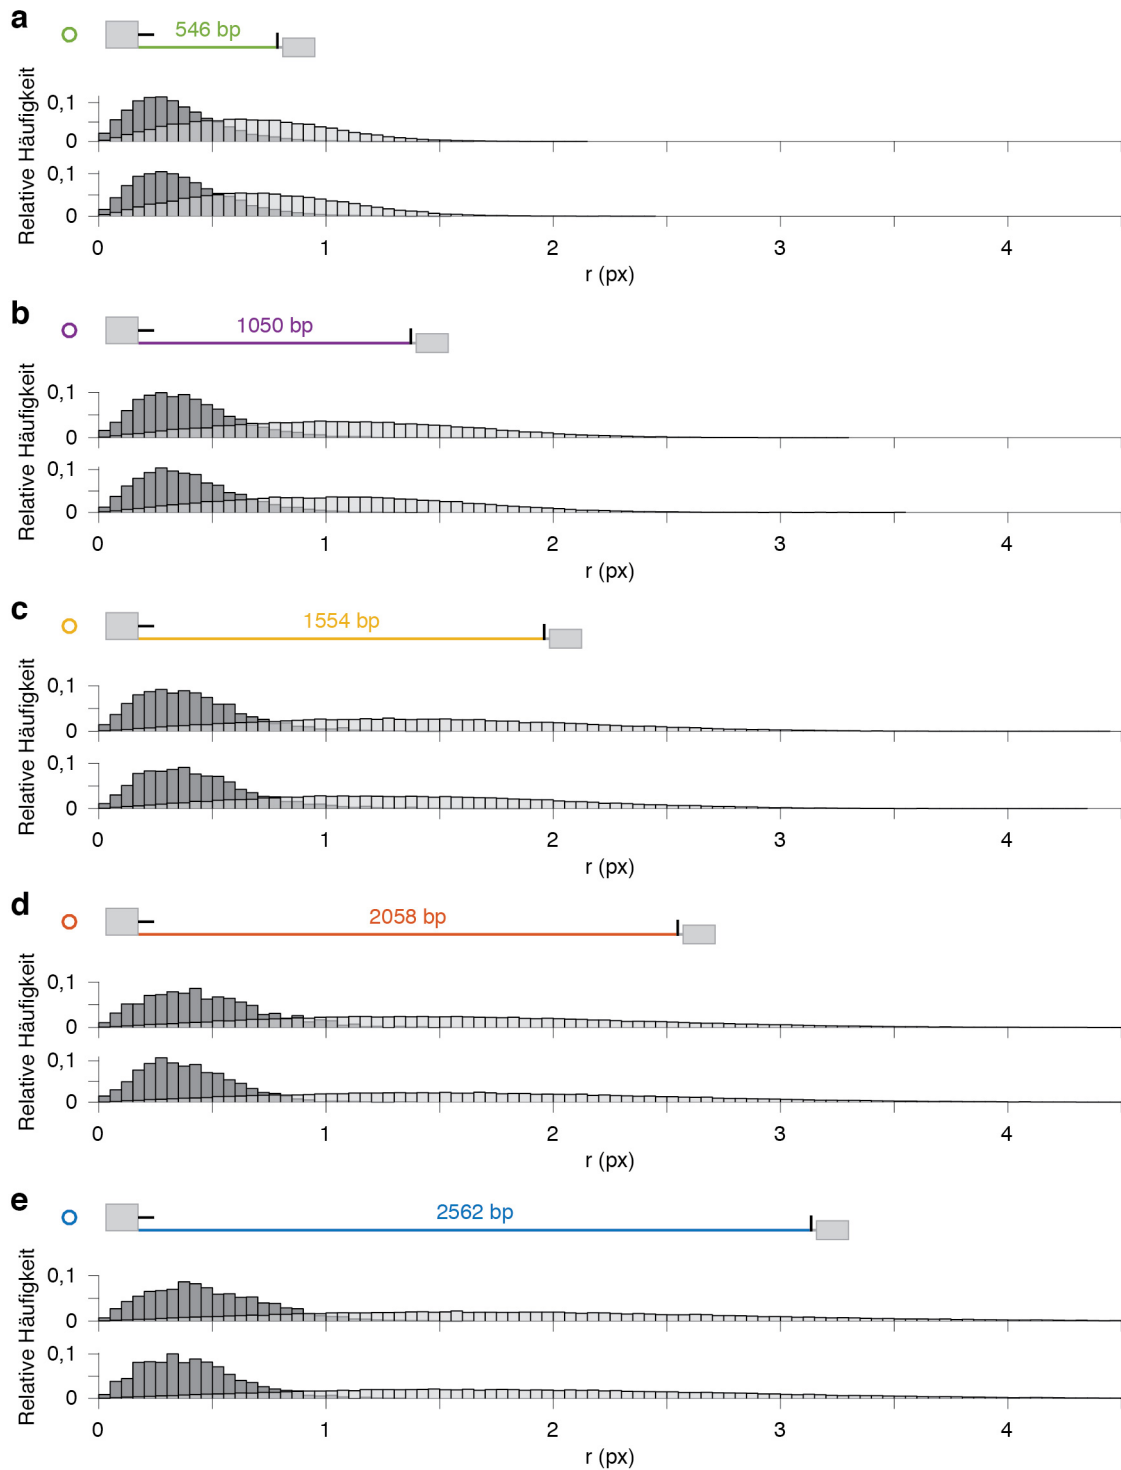 a
546 bp
Relative Häufigkeit
0,1
0
0,1
0
0 1 2 3 4
r (px)
b
1050 bp
Relative Häufigkeit
0,1
0
0,1
0
0 1 2 3 4
r (px)
c
1554 bp
Relative Häufigkeit
0,1
0
0,1
0
0 1 2 3 4
r (px)
d
2058 bp
Relative Häufigkeit
0,1
0
0,1
0
0 1 2 3 4
r (px)
e
2562 bp
Relative Häufigkeit
0,1
0
0,1
0
0 1 2 3 4
r (px)